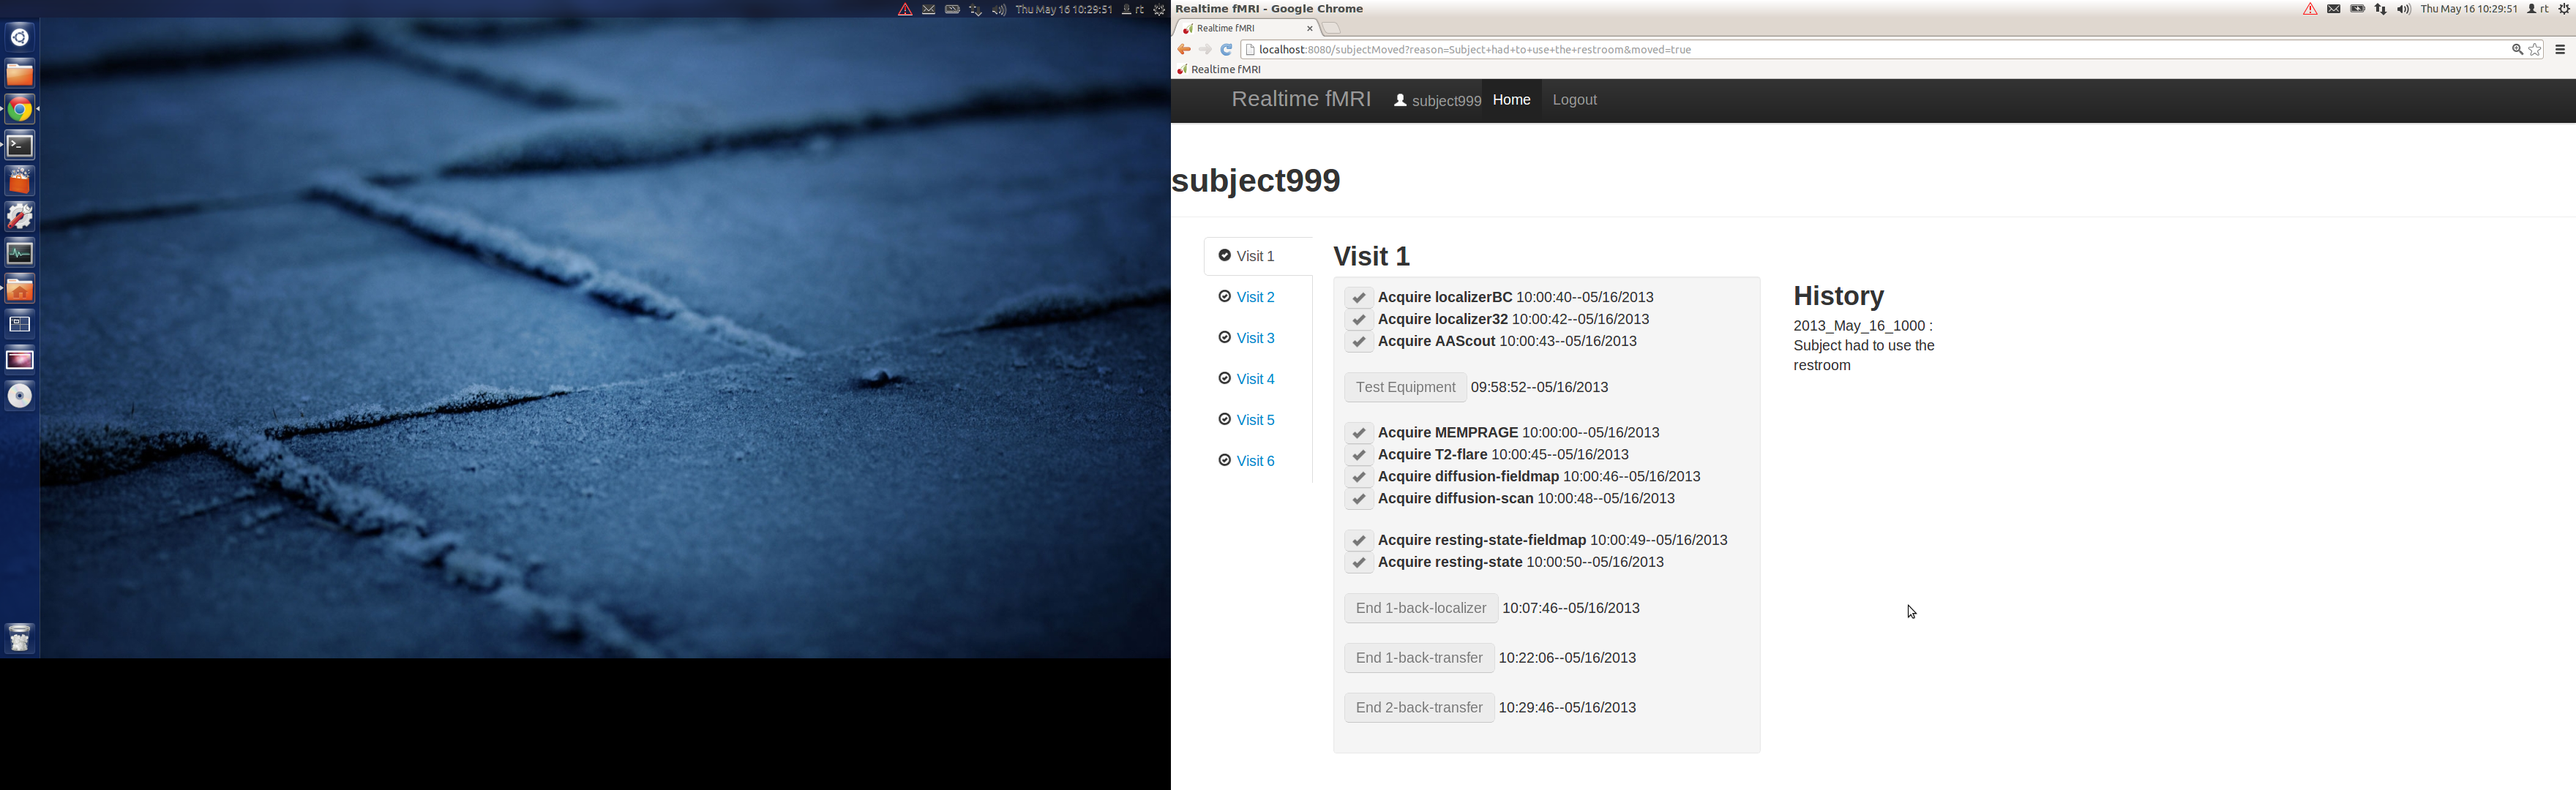 Thu May 16 10:29:51 rt
Realtime fMRI - Google Chrome
Thu May 16 10:29:51 rt
Realtime fMRI
localhost:8080/subjectMoved?reason=Subject+had+to+use+the+restroom&moved=true
Realtime fMRI
Realtime fMRI subject999 Home Logout
subject999
Visit 1
Visit 2
Visit 3
Visit 4
Visit 5
Visit 6
Visit 1
Acquire localizerBC 10:00:40--05/16/2013
Acquire localizer32 10:00:42--05/16/2013
Acquire AAScout 10:00:43--05/16/2013
Test Equipment 09:58:52--05/16/2013
Acquire MEMPRAGE 10:00:00--05/16/2013
Acquire T2-flare 10:00:45--05/16/2013
Acquire diffusion-fieldmap 10:00:46--05/16/2013
Acquire diffusion-scan 10:00:48--05/16/2013
Acquire resting-state-fieldmap 10:00:49--05/16/2013
Acquire resting-state 10:00:50--05/16/2013
End 1-back-localizer 10:07:46--05/16/2013
End 1-back-transfer 10:22:06--05/16/2013
End 2-back-transfer 10:29:46--05/16/2013
History
2013_May_16_1000 :
Subject had to use the
restroom